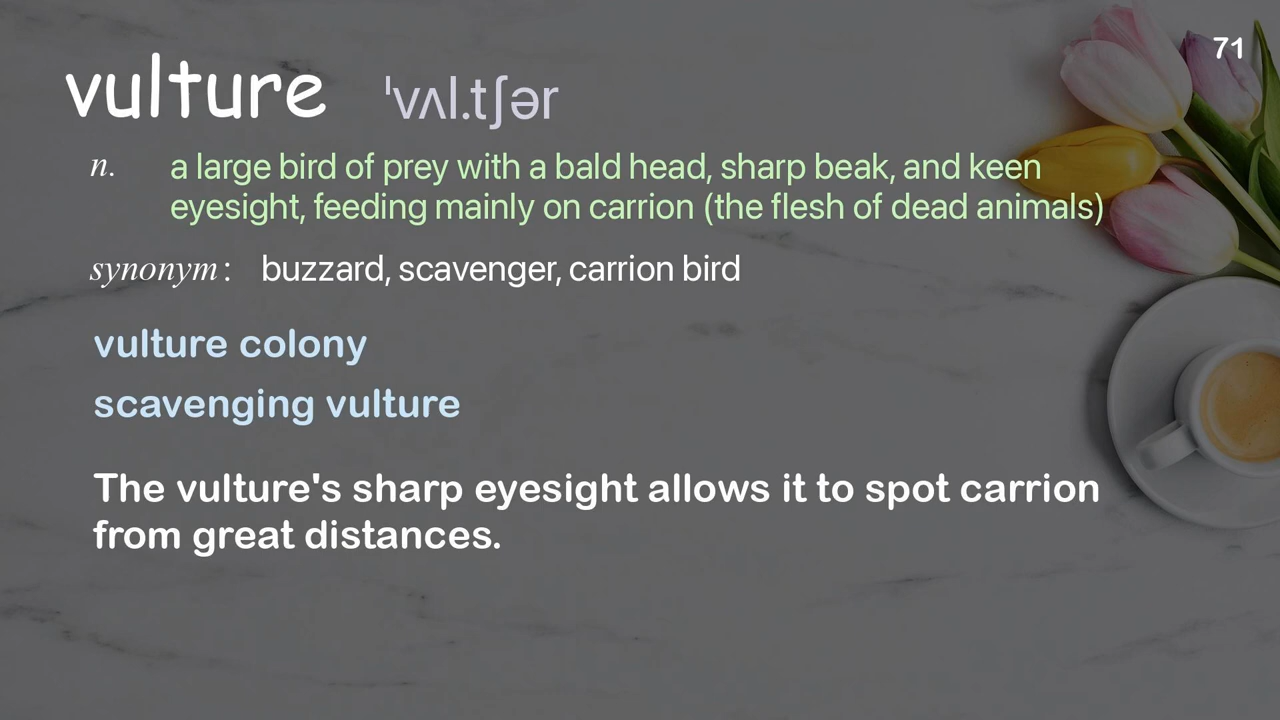 71
vulture ˈvʌl.tʃər
n. a large bird of prey with a bald head, sharp beak, and keen
eyesight, feeding mainly on carrion (the flesh of dead animals)
synonym: buzzard, scavenger, carrion bird
vulture colony
scavenging vulture
The vulture's sharp eyesight allows it to spot carrion
from great distances.